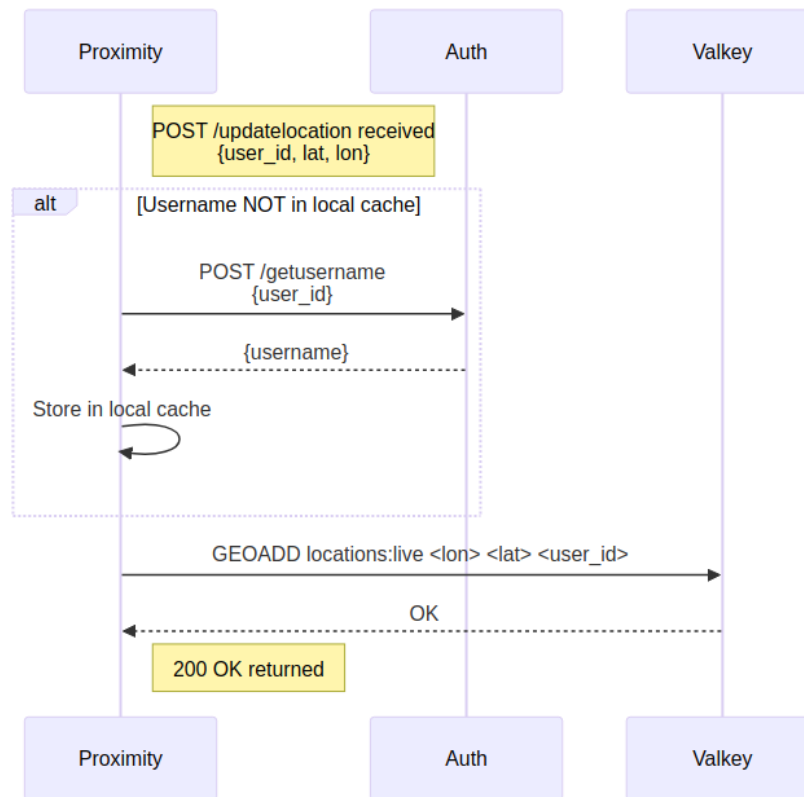 Proximity
Auth
Valkey
POST /updatelocation received
{user_id, lat, lon}
alt
[Username NOT in local cache]
POST /getusername
{user_id}
{username}
Store in local cache
GEOADD locations:live <lon> <lat> <user_id>
OK
200 OK returned
Proximity
Auth
Valkey